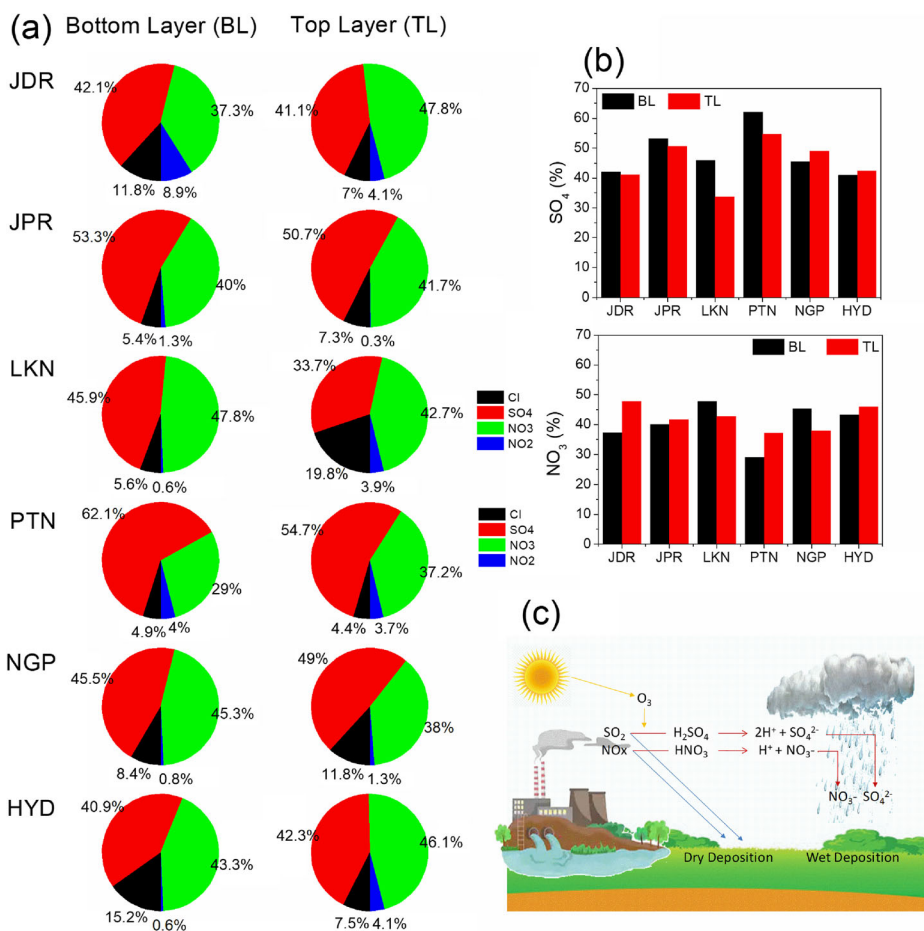 (a) Bottom Layer (BL) Top Layer (TL)
JDR
42.1%
37.3%
11.8% 8.9%
41.1%
47.8%
7% 4.1%
JPR
53.3%
40%
5.4% 1.3%
50.7%
41.7%
7.3% 0.3%
LKN
45.9%
47.8%
5.6% 0.6%
33.7%
42.7%
19.8% 3.9%
Cl
SO4
NO3
NO2
PTN
62.1%
29%
4.9% 4%
54.7%
37.2%
4.4% 3.7%
Cl
SO4
NO3
NO2
NGP
45.5%
45.3%
8.4% 0.8%
49%
38%
11.8% 1.3%
HYD
40.9%
43.3%
15.2% 0.6%
42.3%
46.1%
7.5% 4.1%
(b)
BL TL
SO₄ (%)
70
60
50
40
30
20
10
0
JDR JPR LKN PTN NGP HYD
BL TL
NO₃ (%)
70
60
50
40
30
20
10
0
JDR JPR LKN PTN NGP HYD
(c)
O₃
SO₂ H₂SO₄ 2H⁺ + SO₄²⁻
NOx HNO₃ H⁺ + NO₃-
NO₃- SO₄²⁻
Dry Deposition Wet Deposition